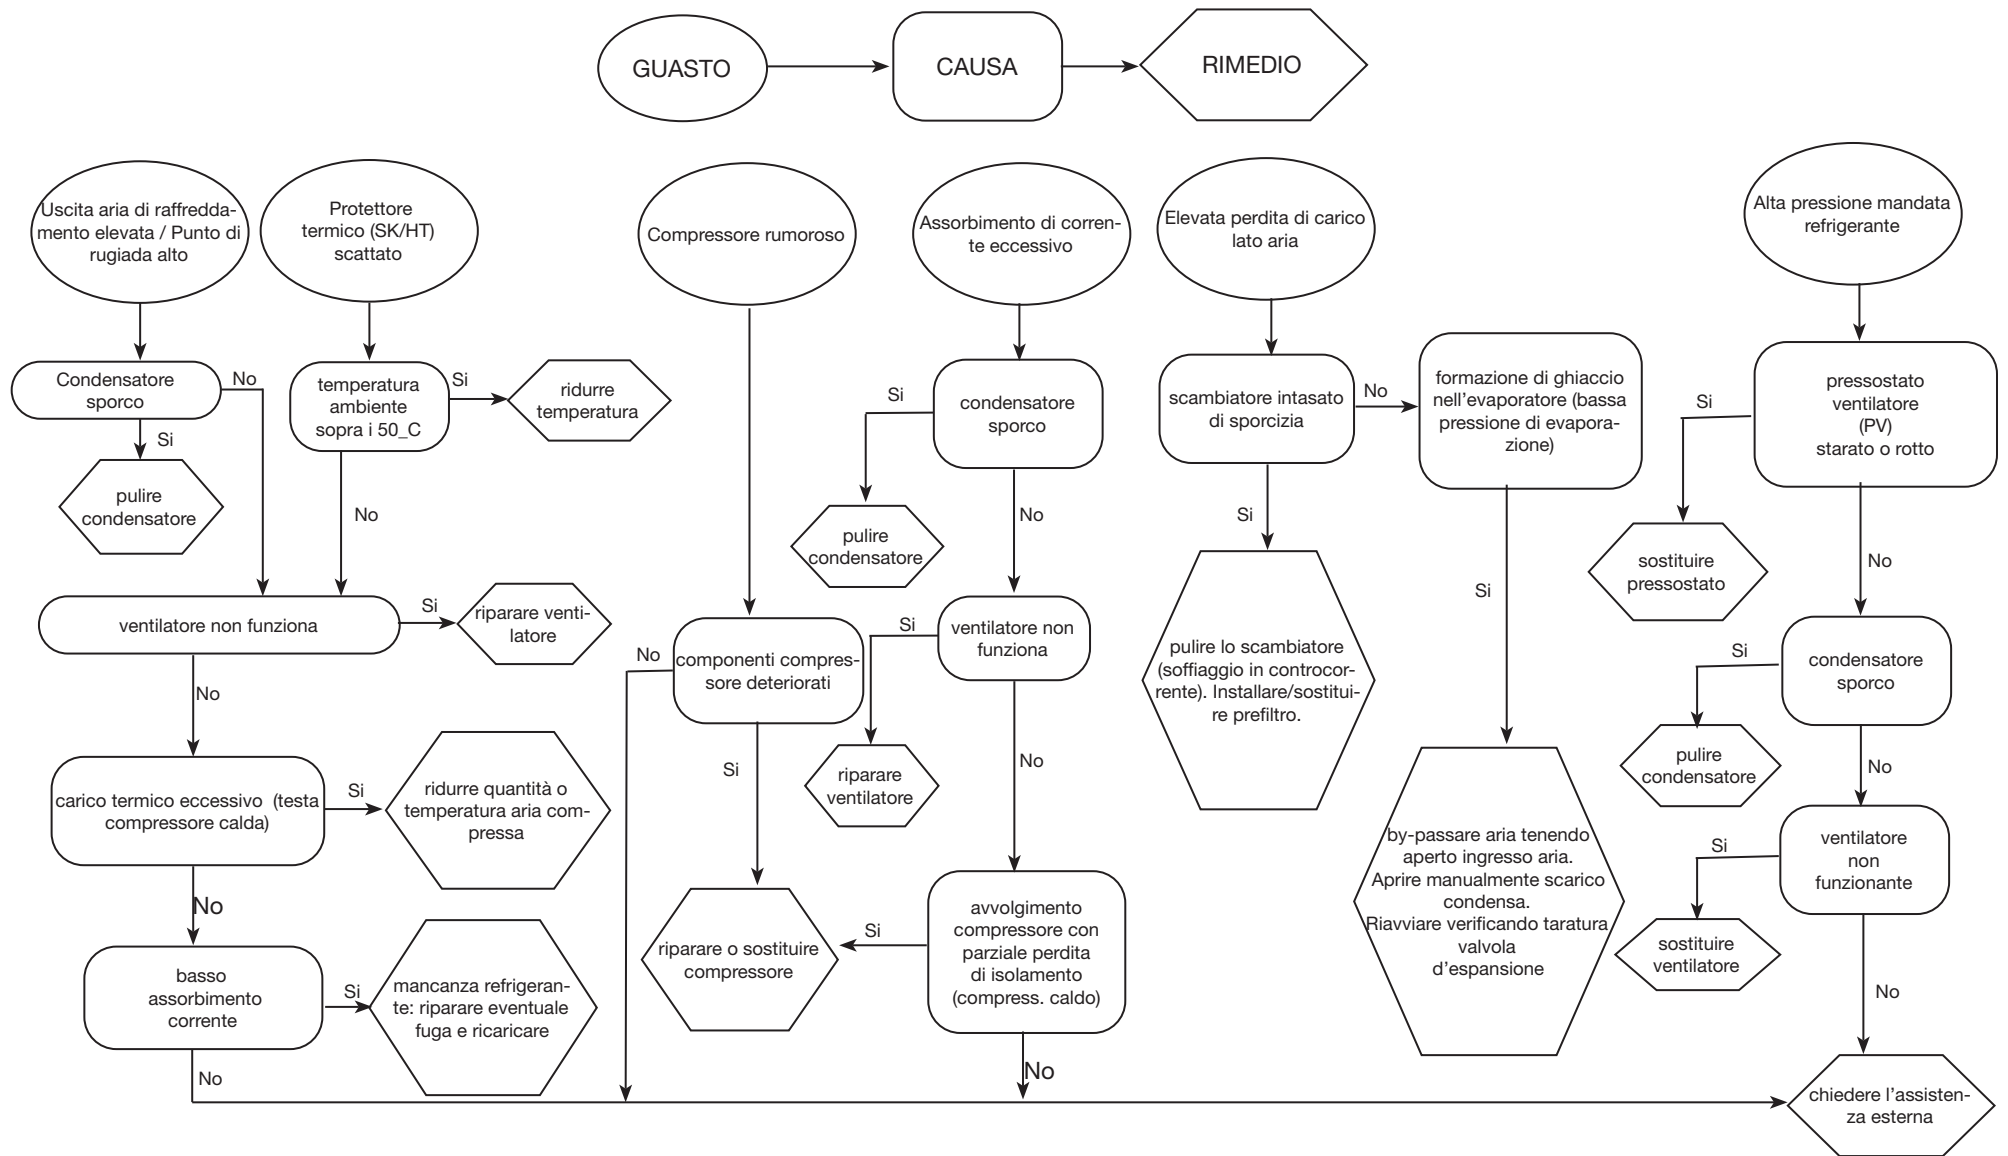 GUASTO
CAUSA
RIMEDIO
Uscita aria di raffredda-
mento elevata / Punto di
rugiada alto
Protettore
termico (SK/HT)
scattato
Compressore rumoroso
Assorbimento di corren-
te eccessivo
Elevata perdita di carico
lato aria
Alta pressione mandata
refrigerante
Condensatore
sporco
No
Si
pulire
condensatore
temperatura
ambiente
sopra i 50_C
Si
ridurre
temperatura
No
ventilatore non funziona
Si
riparare venti-
latore
No
carico termico eccessivo (testa
compressore calda)
Si
ridurre quantità o
temperatura aria com-
pressa
No
basso
assorbimento
corrente
Si
mancanza refrigeran-
te: riparare eventuale
fuga e ricaricare
No
componenti compres-
sore deteriorati
No
Si
riparare o sostituire
compressore
condensatore
sporco
Si
pulire
condensatore
No
ventilatore non
funziona
Si
riparare
ventilatore
No
avvolgimento
compressore con
parziale perdita
di isolamento
(compress. caldo)
Si
No
scambiatore intasato
di sporcizia
No
Si
pulire lo scambiatore
(soffiaggio in controcor-
rente). Installare/sostitui-
re prefiltro.
formazione di ghiaccio
nell'evaporatore (bassa
pressione di evapora-
zione)
Si
by-passare aria tenendo
aperto ingresso aria.
Aprire manualmente scarico
condensa.
Riavviare verificando taratura
valvola
d'espansione
pressostato
ventilatore
(PV)
starato o rotto
Si
sostituire
pressostato
No
condensatore
sporco
Si
pulire
condensatore
No
ventilatore
non
funzionante
Si
sostituire
ventilatore
No
chiedere l'assisten-
za esterna